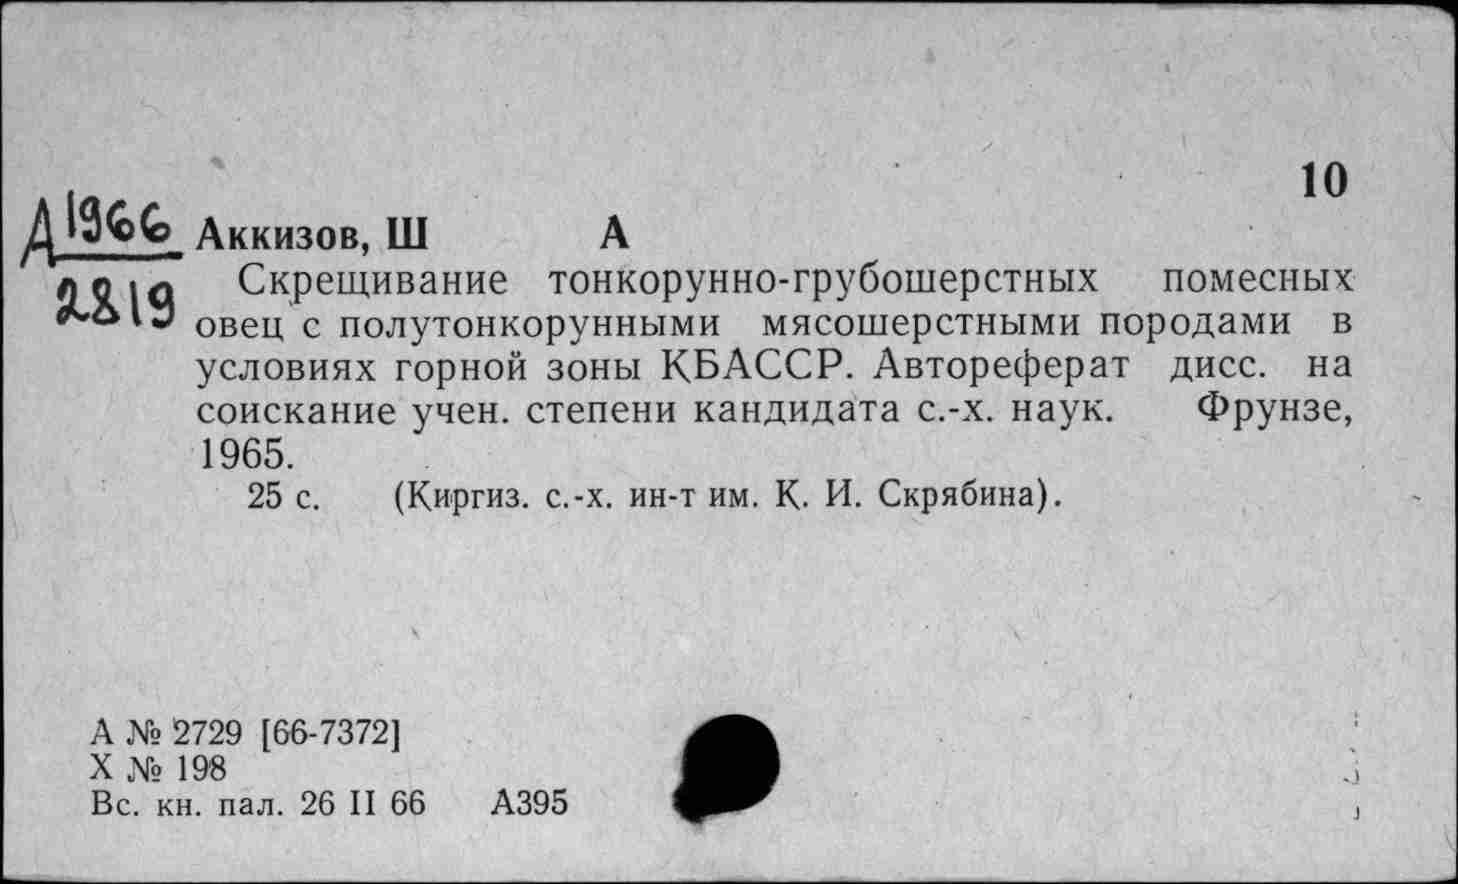 10
Д1966 Аккизов, Ш А
2819 Скрещивание тонкорунно-грубошерстных помесных
овец с полутонкорунными мясошерстными породами в
условиях горной зоны КБАССР. Автореферат дисс. на
соискание учен. степени кандидата с.-х. наук. Фрунзе,
1965.
25 с. (Киргиз. с.-х. ин-т им. К. И. Скрябина).
А № 2729 [66-7372]
Х № 198
Вс. кн. пал. 26 II 66 А395